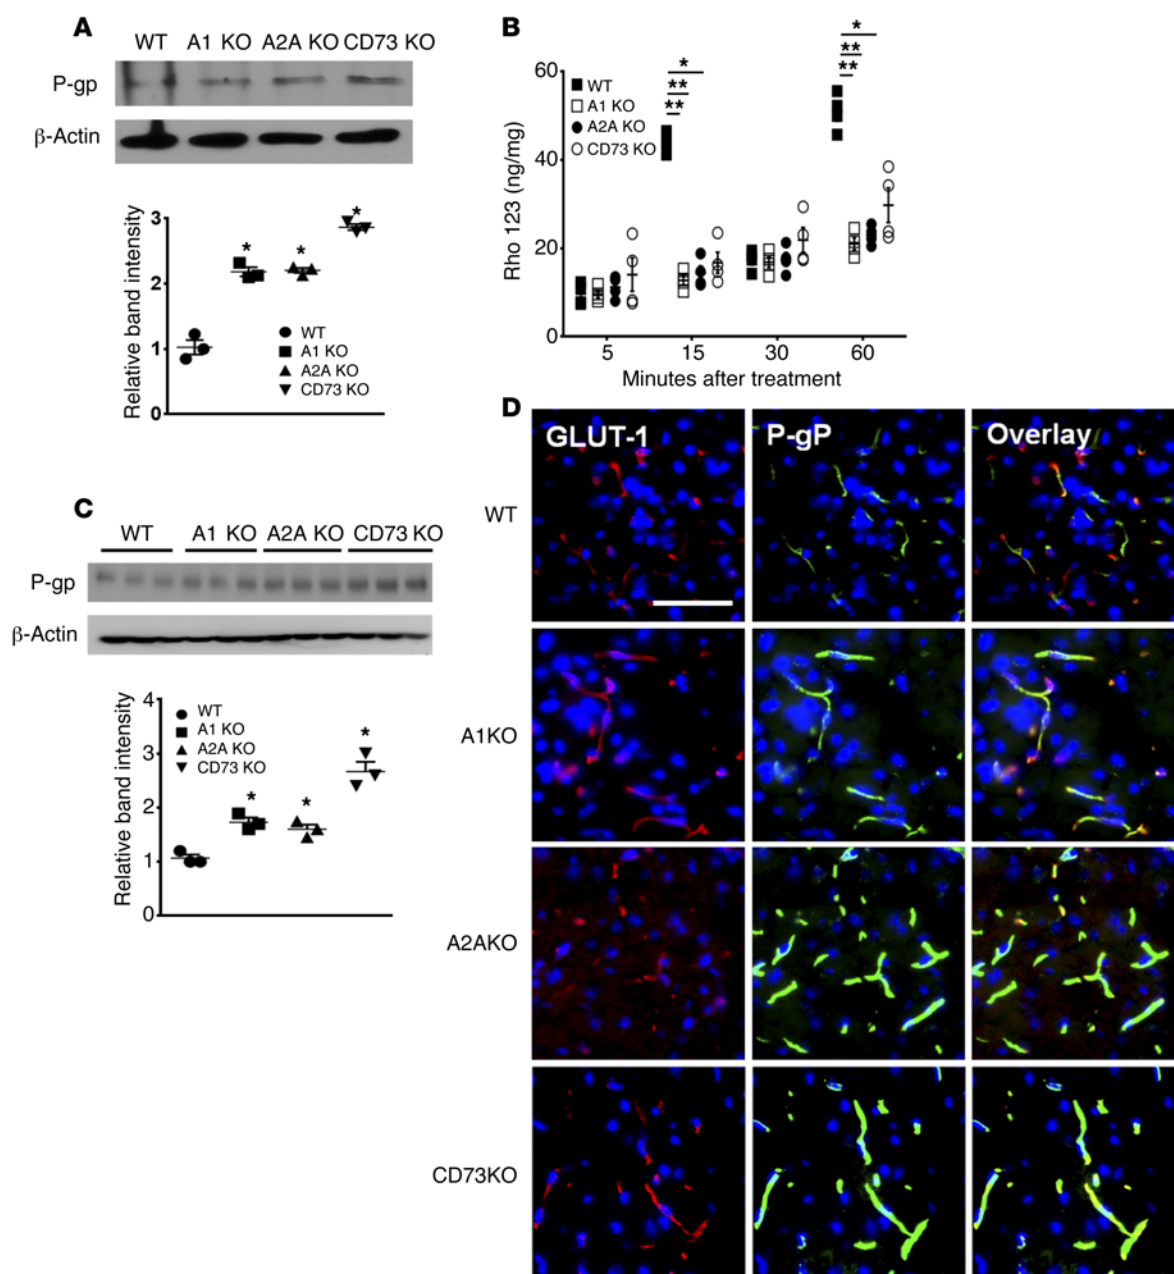 A
WT A1 KO A2A KO CD73 KO
P-gp
β-Actin
Relative band intensity
3
2
1
0
* * *
WT
A1 KO
A2A KO
CD73 KO
B
Rho 123 (ng/mg)
60
40
20
0
WT
A1 KO
A2A KO
CD73 KO
*
**
**
*
**
**
5 15 30 60
Minutes after treatment
C
WT A1 KO A2A KO CD73 KO
P-gp
β-Actin
Relative band intensity
4
3
2
1
0
WT
A1 KO
A2A KO
CD73 KO
* * *
D
GLUT-1 P-gP Overlay
WT
A1KO
A2AKO
CD73KO